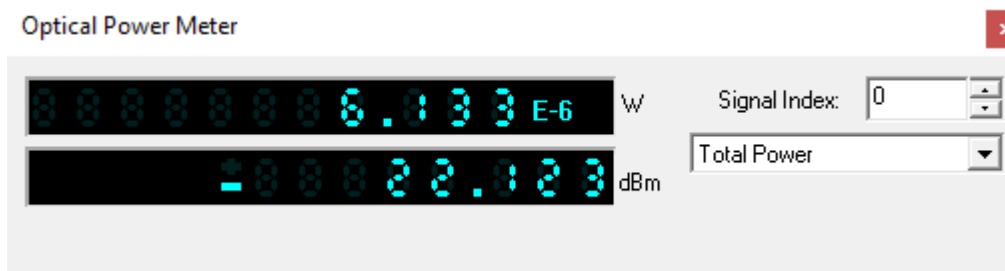 Optical Power Meter
6.133 E-6 W
Signal Index: 0
Total Power
- 22.123 dBm